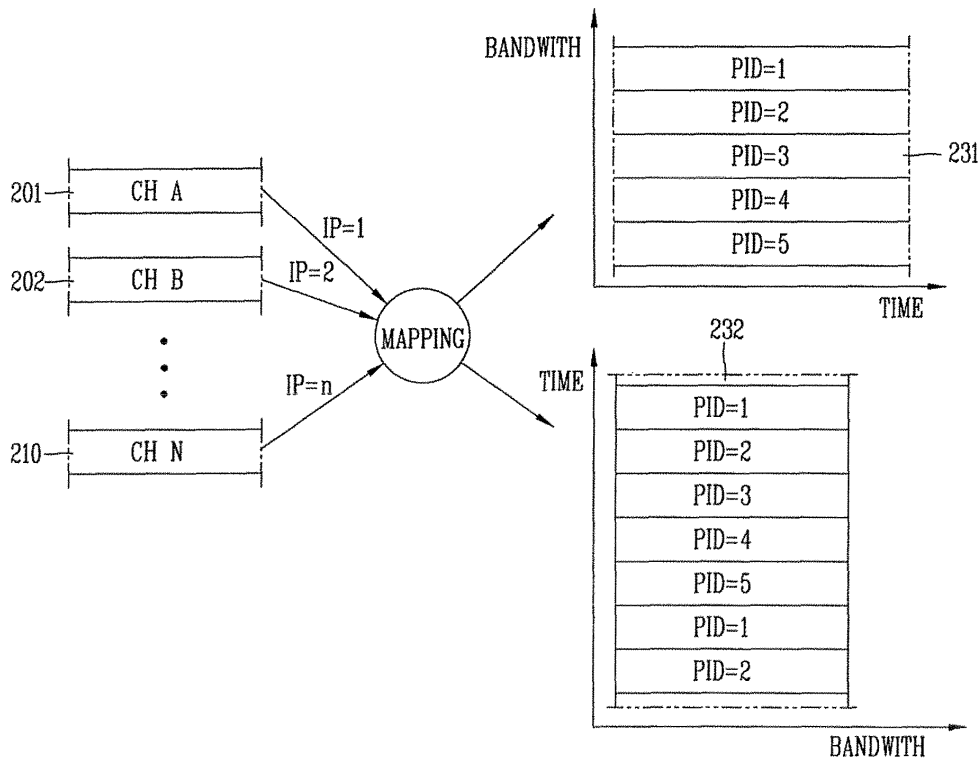 BANDWITH
PID=1
PID=2
PID=3
PID=4
PID=5
231
TIME
201
CH A
IP=1
202
CH B
IP=2
MAPPING
IP=n
210
CH N
232
TIME
PID=1
PID=2
PID=3
PID=4
PID=5
PID=1
PID=2
BANDWITH